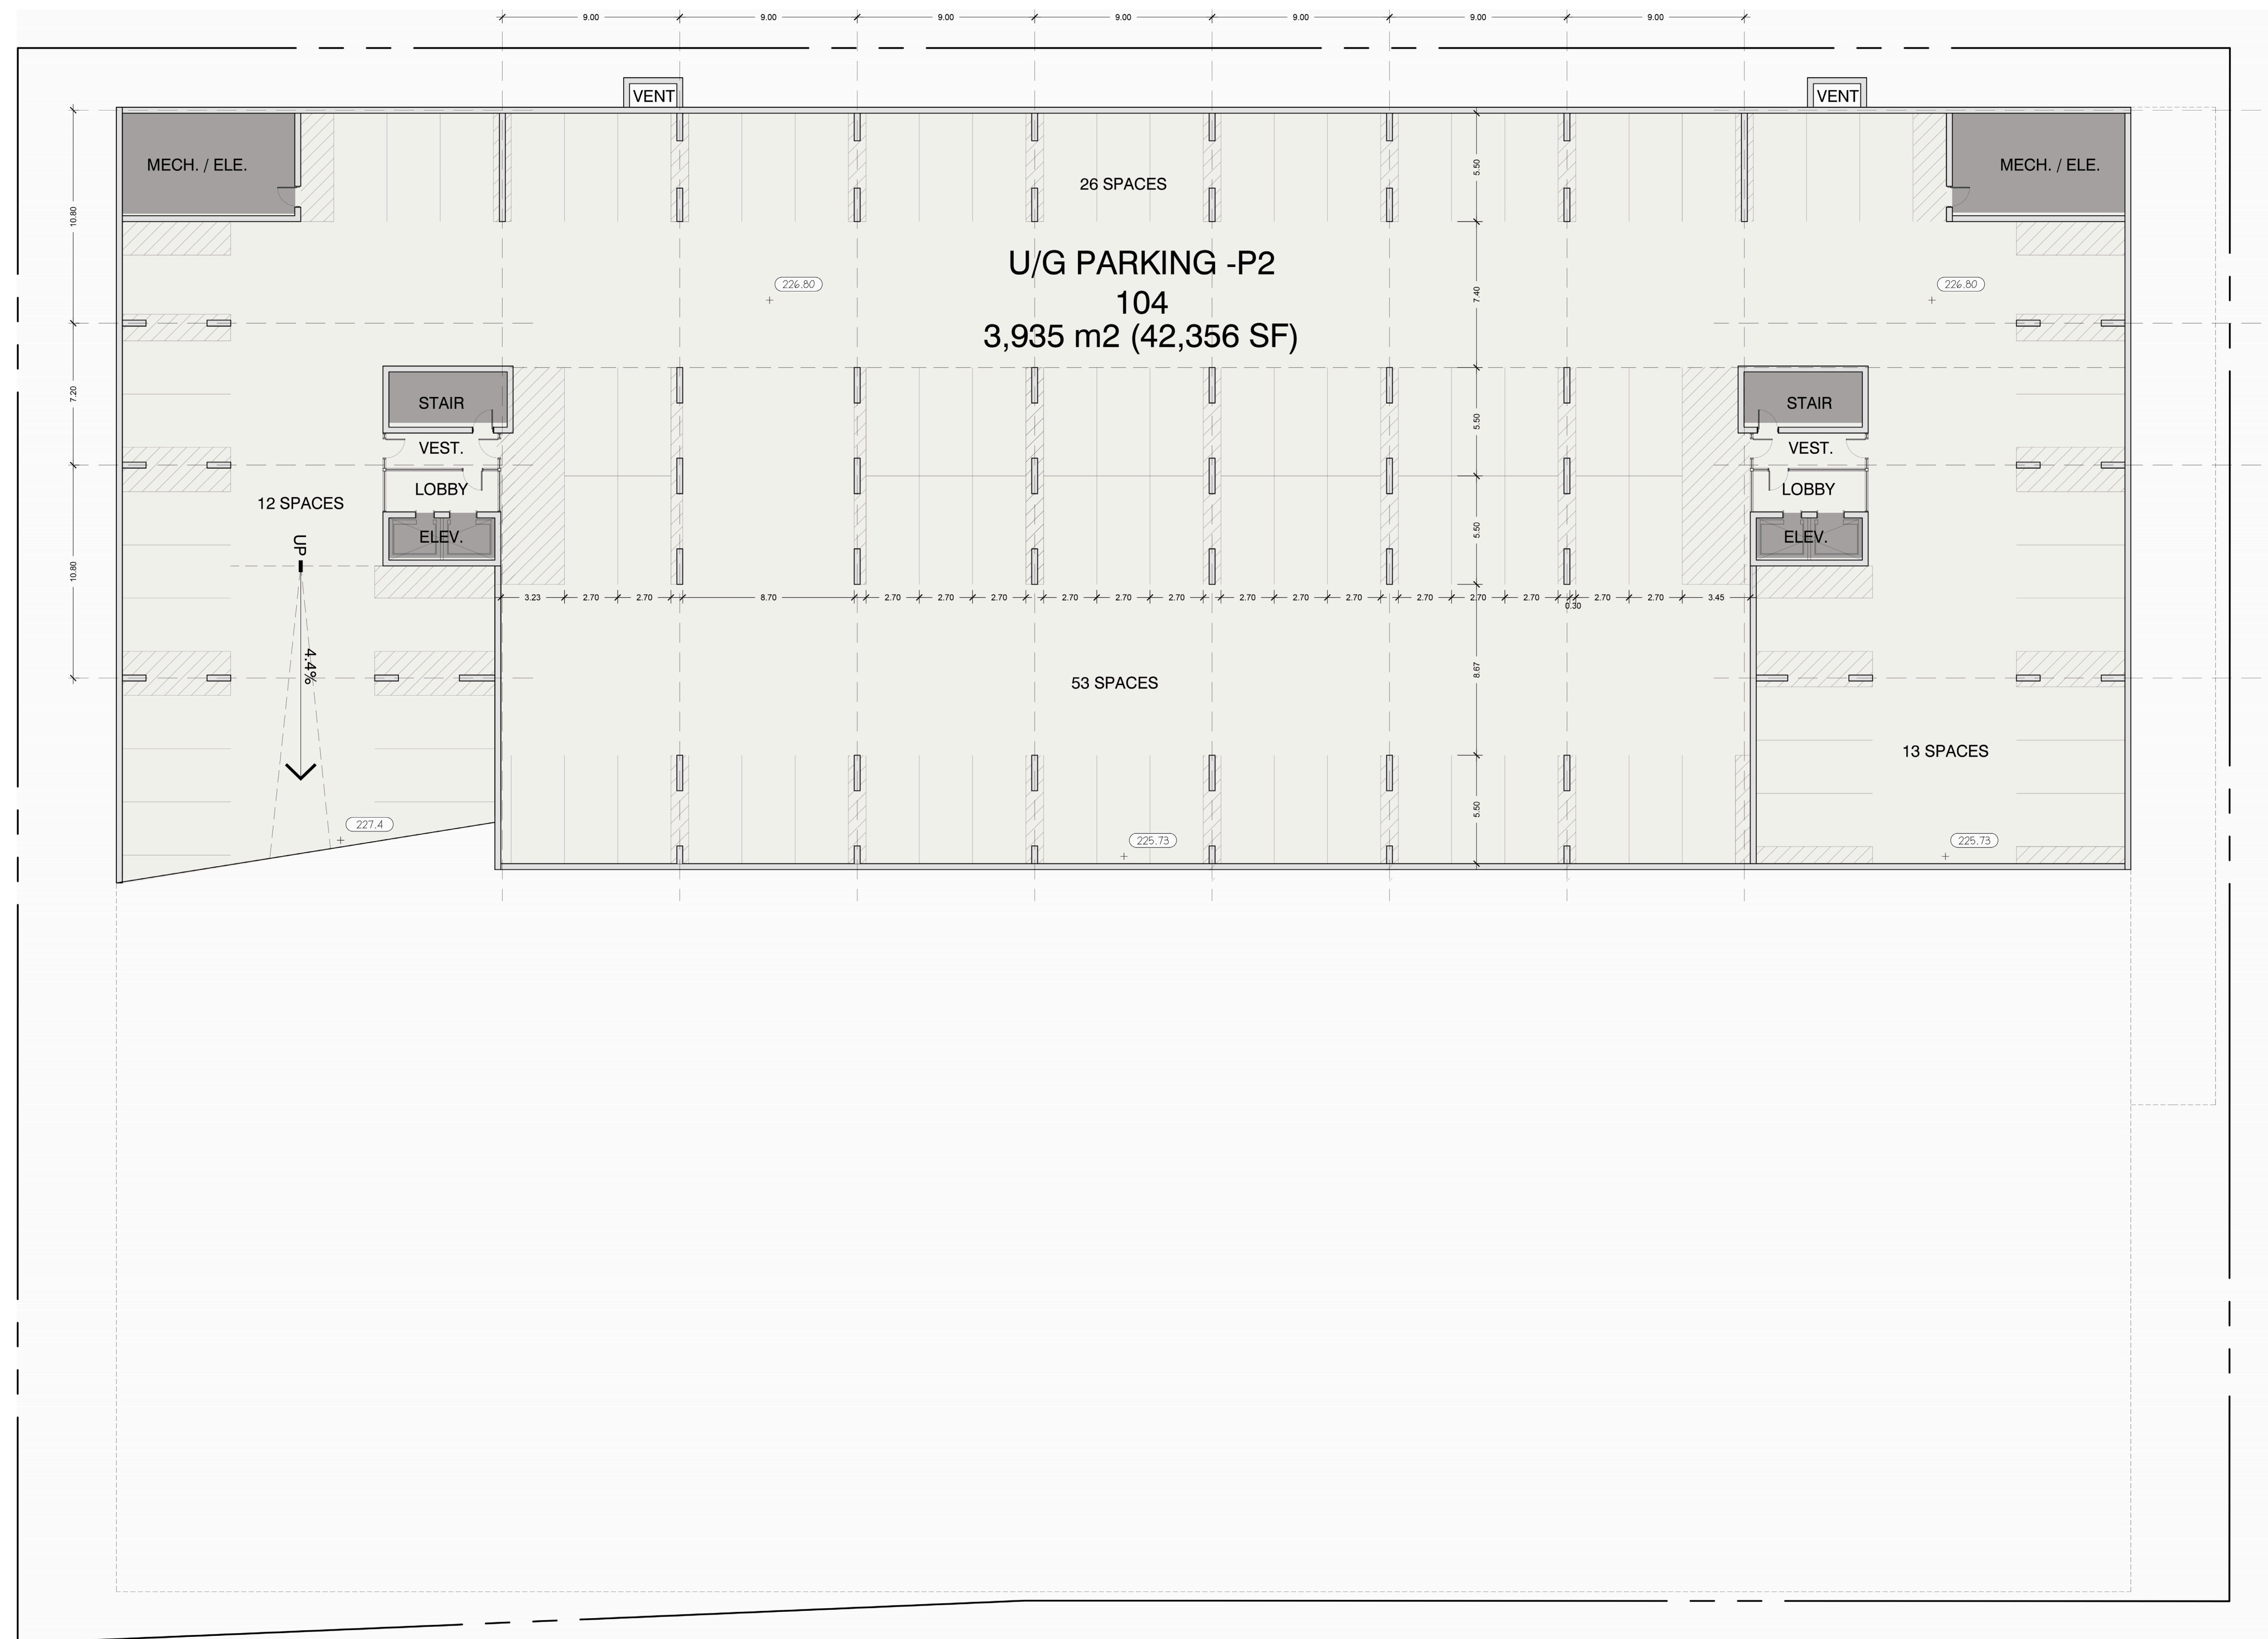 9.00 9.00 9.00 9.00 9.00 9.00 9.00
VENT VENT
MECH. / ELE. MECH. / ELE.
26 SPACES
5.50
10.80
U/G PARKING -P2
104
3,935 m2 (42,356 SF)
226.80 226.80
7.40
7.20
STAIR STAIR
VEST. VEST.
5.50
LOBBY LOBBY
12 SPACES
ELEV. ELEV.
UP
5.50
10.80
3.23 2.70 2.70 8.70 2.70 2.70 2.70 2.70 2.70 2.70 2.70 2.70 2.70 2.70 2.70 2.70 2.70 2.70 3.45
0.30
4.4%
8.67
53 SPACES
13 SPACES
5.50
227.4
225.73 225.73